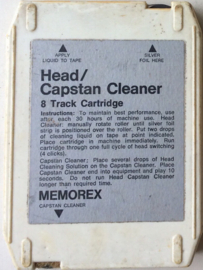 APPLY SILVER
LIQUID TO TAPE FOIL HERE
Head/
Capstan Cleaner
8 Track Cartridge
Instructions: To maintain best performance, use
after each 30 hours of machine use. Head
Cleaner: manually rotate roller until silver foil
strip is positioned over the roller. Put two drops
of cleaning liquid on tape at point indicated.
Place cartridge in machine immediately. Run
cartridge through one full cycle of head switching
(4 clicks).
Capstan Cleaner: Place several drops of Head
Cleaning Solution on the Capstan Cleaner. Place
Capstan Cleaner end into equipment and play 10
seconds. Do not run Head Capstan Cleaner
longer than required time.
MEMOREX
CAPSTAN CLEANER